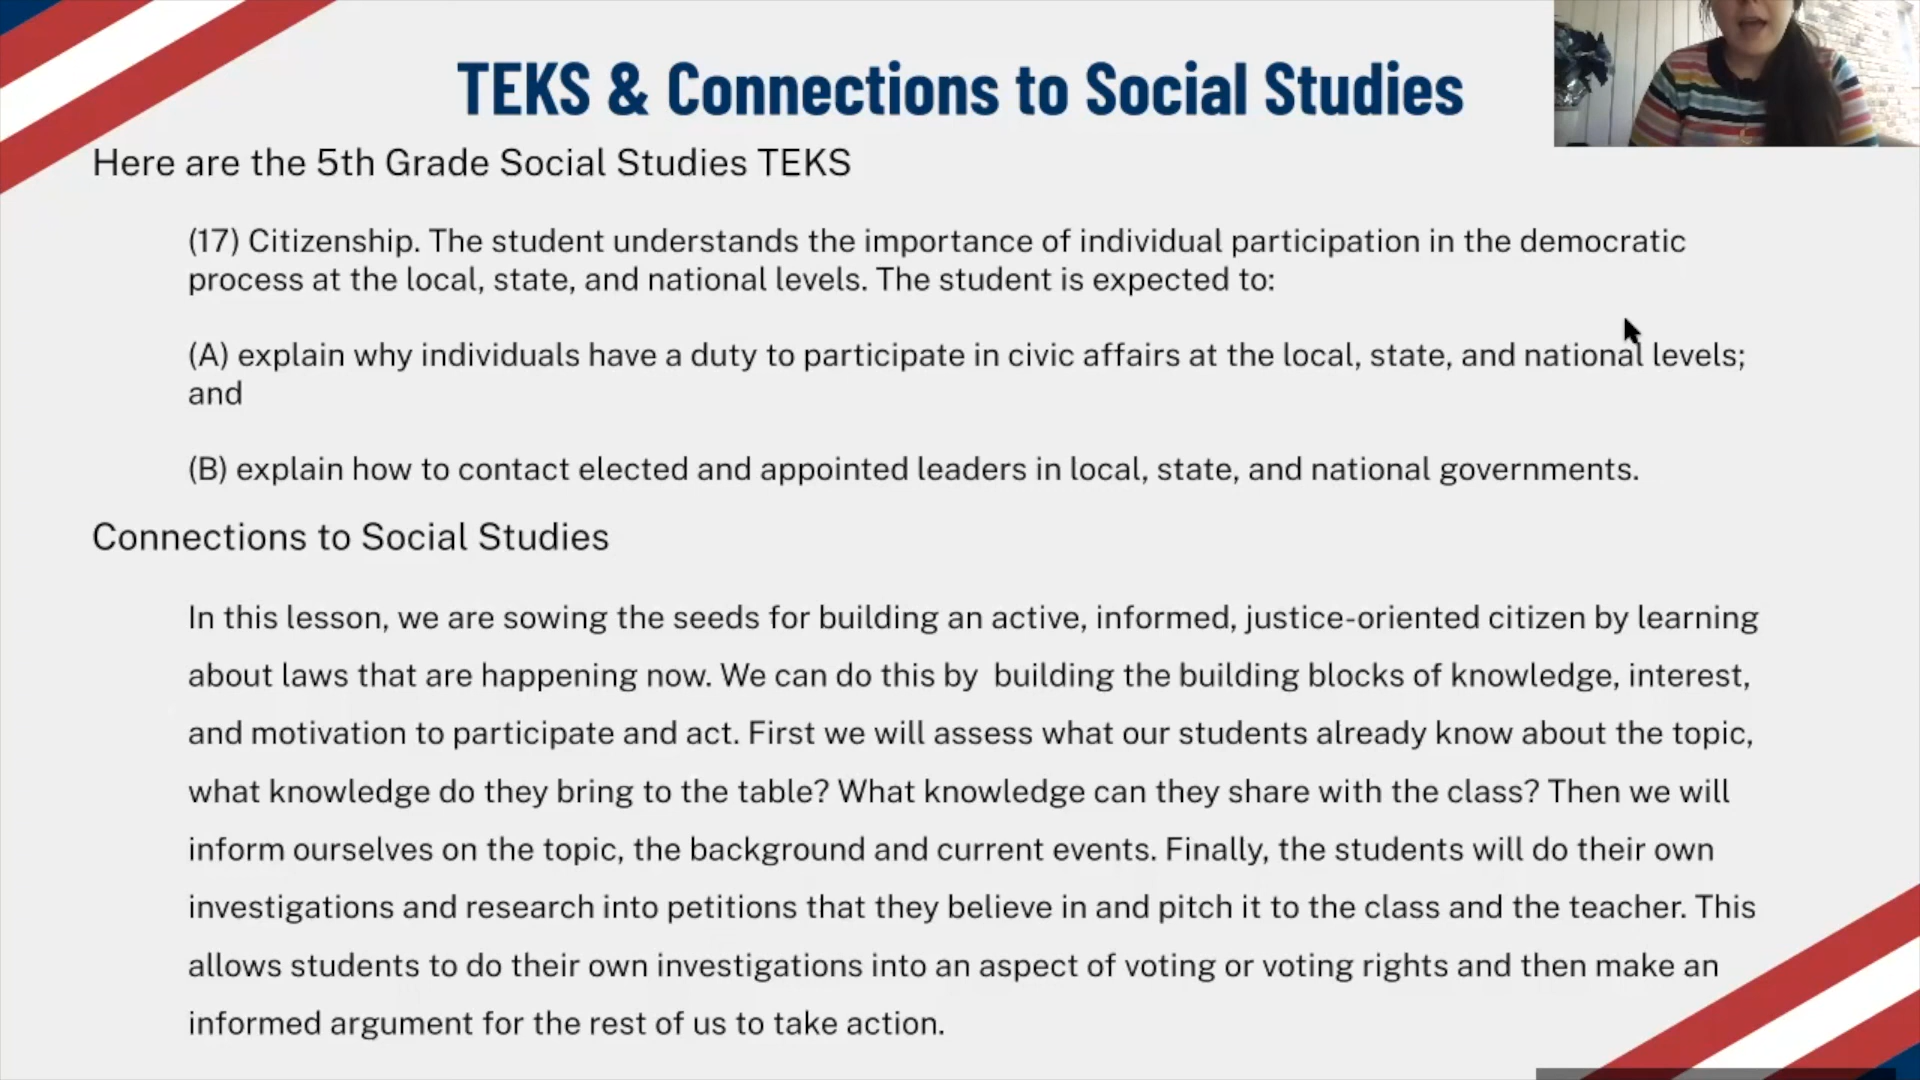 TEKS & Connections to Social Studies
Here are the 5th Grade Social Studies TEKS
(17) Citizenship. The student understands the importance of individual participation in the democratic
process at the local, state, and national levels. The student is expected to:
(A) explain why individuals have a duty to participate in civic affairs at the local, state, and national levels;
and
(B) explain how to contact elected and appointed leaders in local, state, and national governments.
Connections to Social Studies
In this lesson, we are sowing the seeds for building an active, informed, justice-oriented citizen by learning
about laws that are happening now. We can do this by  building the building blocks of knowledge, interest,
and motivation to participate and act. First we will assess what our students already know about the topic,
what knowledge do they bring to the table? What knowledge can they share with the class? Then we will
inform ourselves on the topic, the background and current events. Finally, the students will do their own
investigations and research into petitions that they believe in and pitch it to the class and the teacher. This
allows students to do their own investigations into an aspect of voting or voting rights and then make an
informed argument for the rest of us to take action.